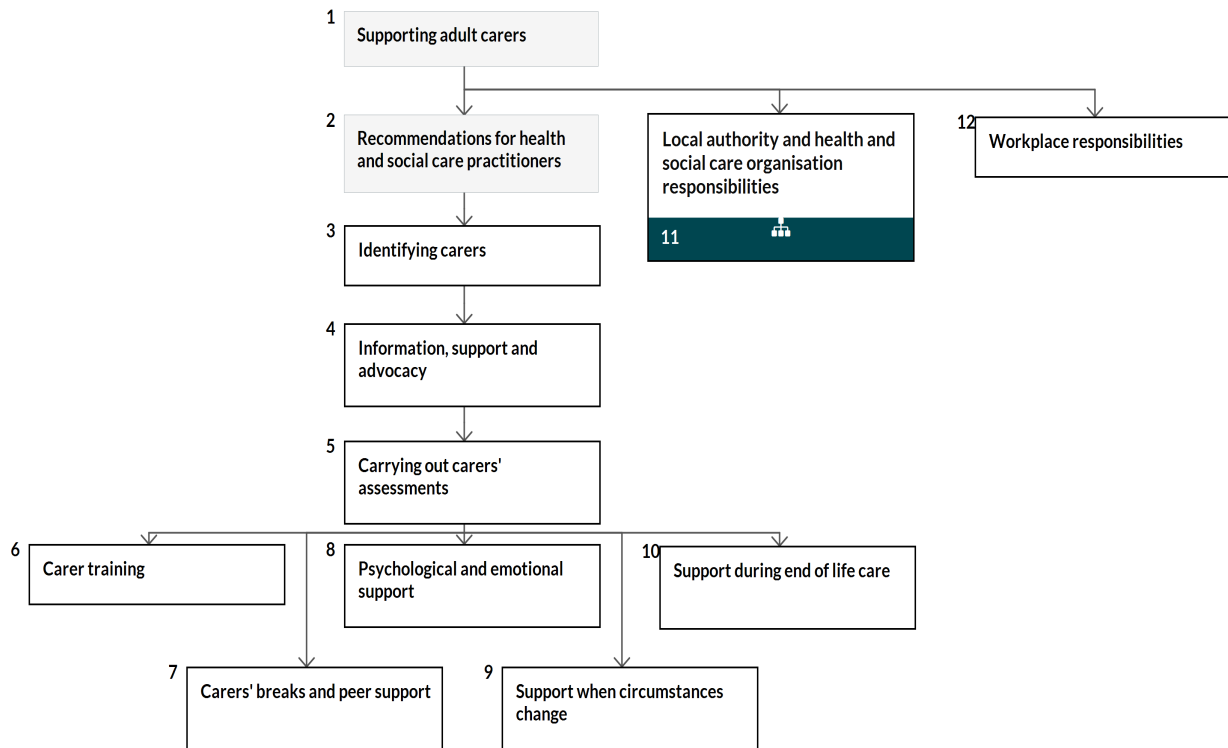 1
Supporting adult carers
2
Recommendations for health
and social care practitioners
Local authority and health and
social care organisation
responsibilities
11
12
Workplace responsibilities
3
Identifying carers
4
Information, support and
advocacy
5
Carrying out carers'
assessments
6
Carer training
8
Psychological and emotional
support
10
Support during end of life care
7
Carers' breaks and peer support
9
Support when circumstances
change